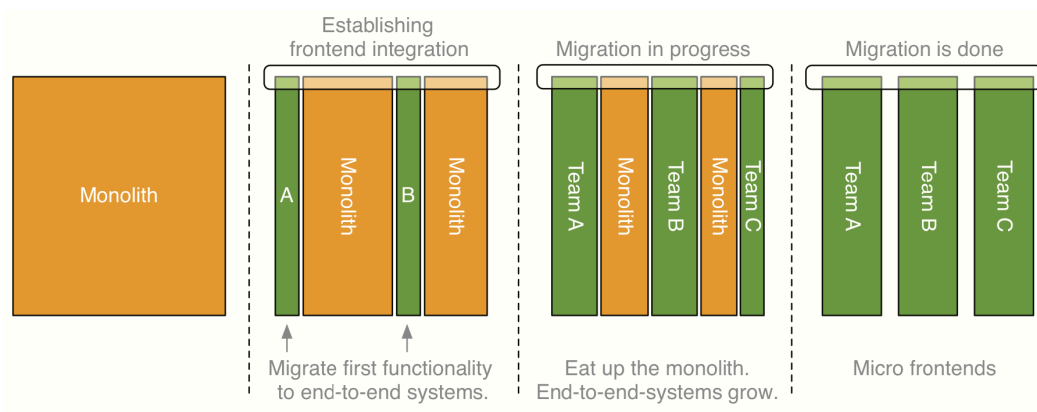 Establishing
frontend integration
Migration in progress
Migration is done
Monolith
A
Monolith
B
Monolith
Team A
Monolith
Team B
Monolith
Team C
Team A
Team B
Team C
Migrate first functionality
to end-to-end systems.
Eat up the monolith.
End-to-end-systems grow.
Micro frontends